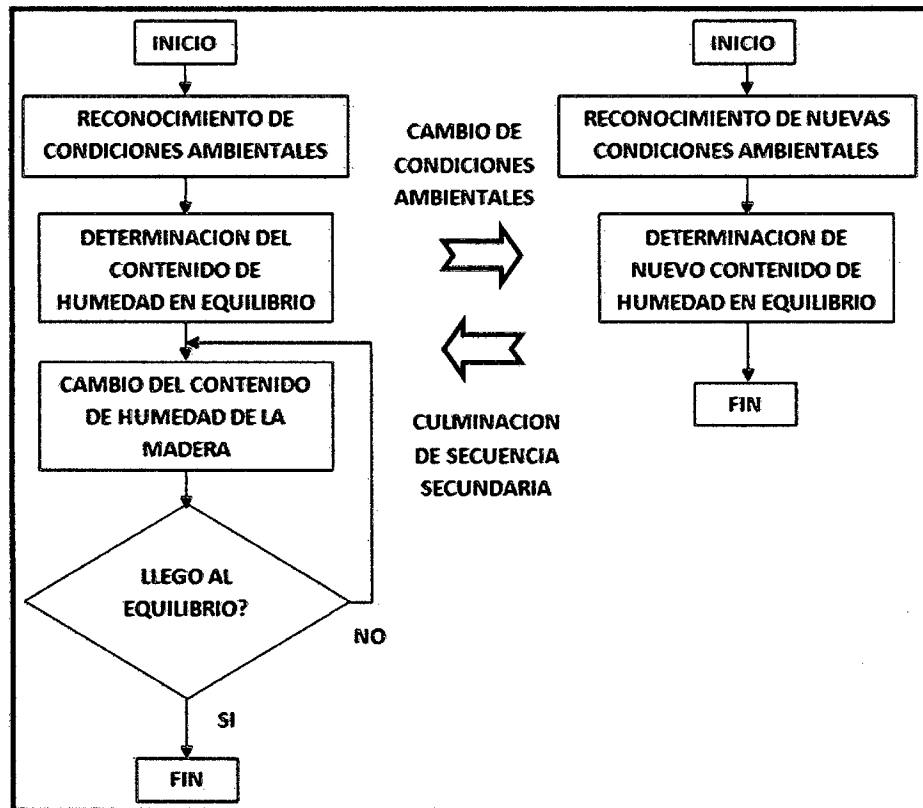 INICIO
RECONOCIMIENTO DE
CONDICIONES AMBIENTALES
DETERMINACION DEL
CONTENIDO DE
HUMEDAD EN EQUILIBRIO
CAMBIO DEL CONTENIDO
DE HUMEDAD DE LA
MADERA
LLEGO AL
EQUILIBRIO?
NO
SI
FIN
CAMBIO DE
CONDICIONES
AMBIENTALES
CULMINACION
DE SECUENCIA
SECUNDARIA
INICIO
RECONOCIMIENTO DE NUEVAS
CONDICIONES AMBIENTALES
DETERMINACION DE
NUEVO CONTENIDO DE
HUMEDAD EN EQUILIBRIO
FIN